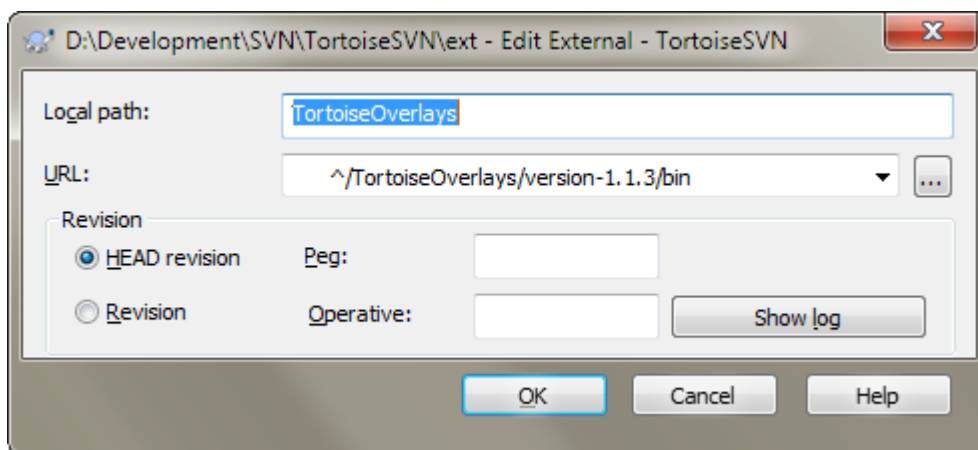 D:\Development\SVN\TortoiseSVN\ext - Edit External - TortoiseSVN
Local path: TortoiseOverlays
URL: ^/TortoiseOverlays/version-1.1.3/bin ...
Revision
HEAD revision Peg:
Revision Operative: Show log
OK Cancel Help